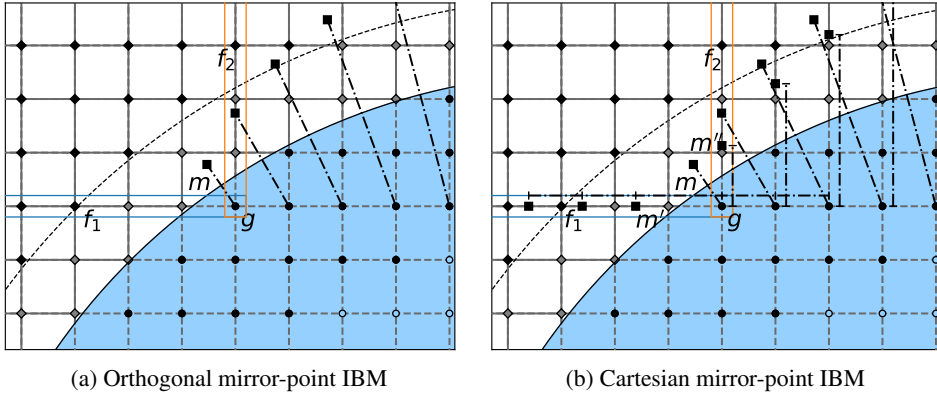 f₂
m
f₁
g
f₂
m′′
m
f₁
m′
g
(a) Orthogonal mirror-point IBM
(b) Cartesian mirror-point IBM